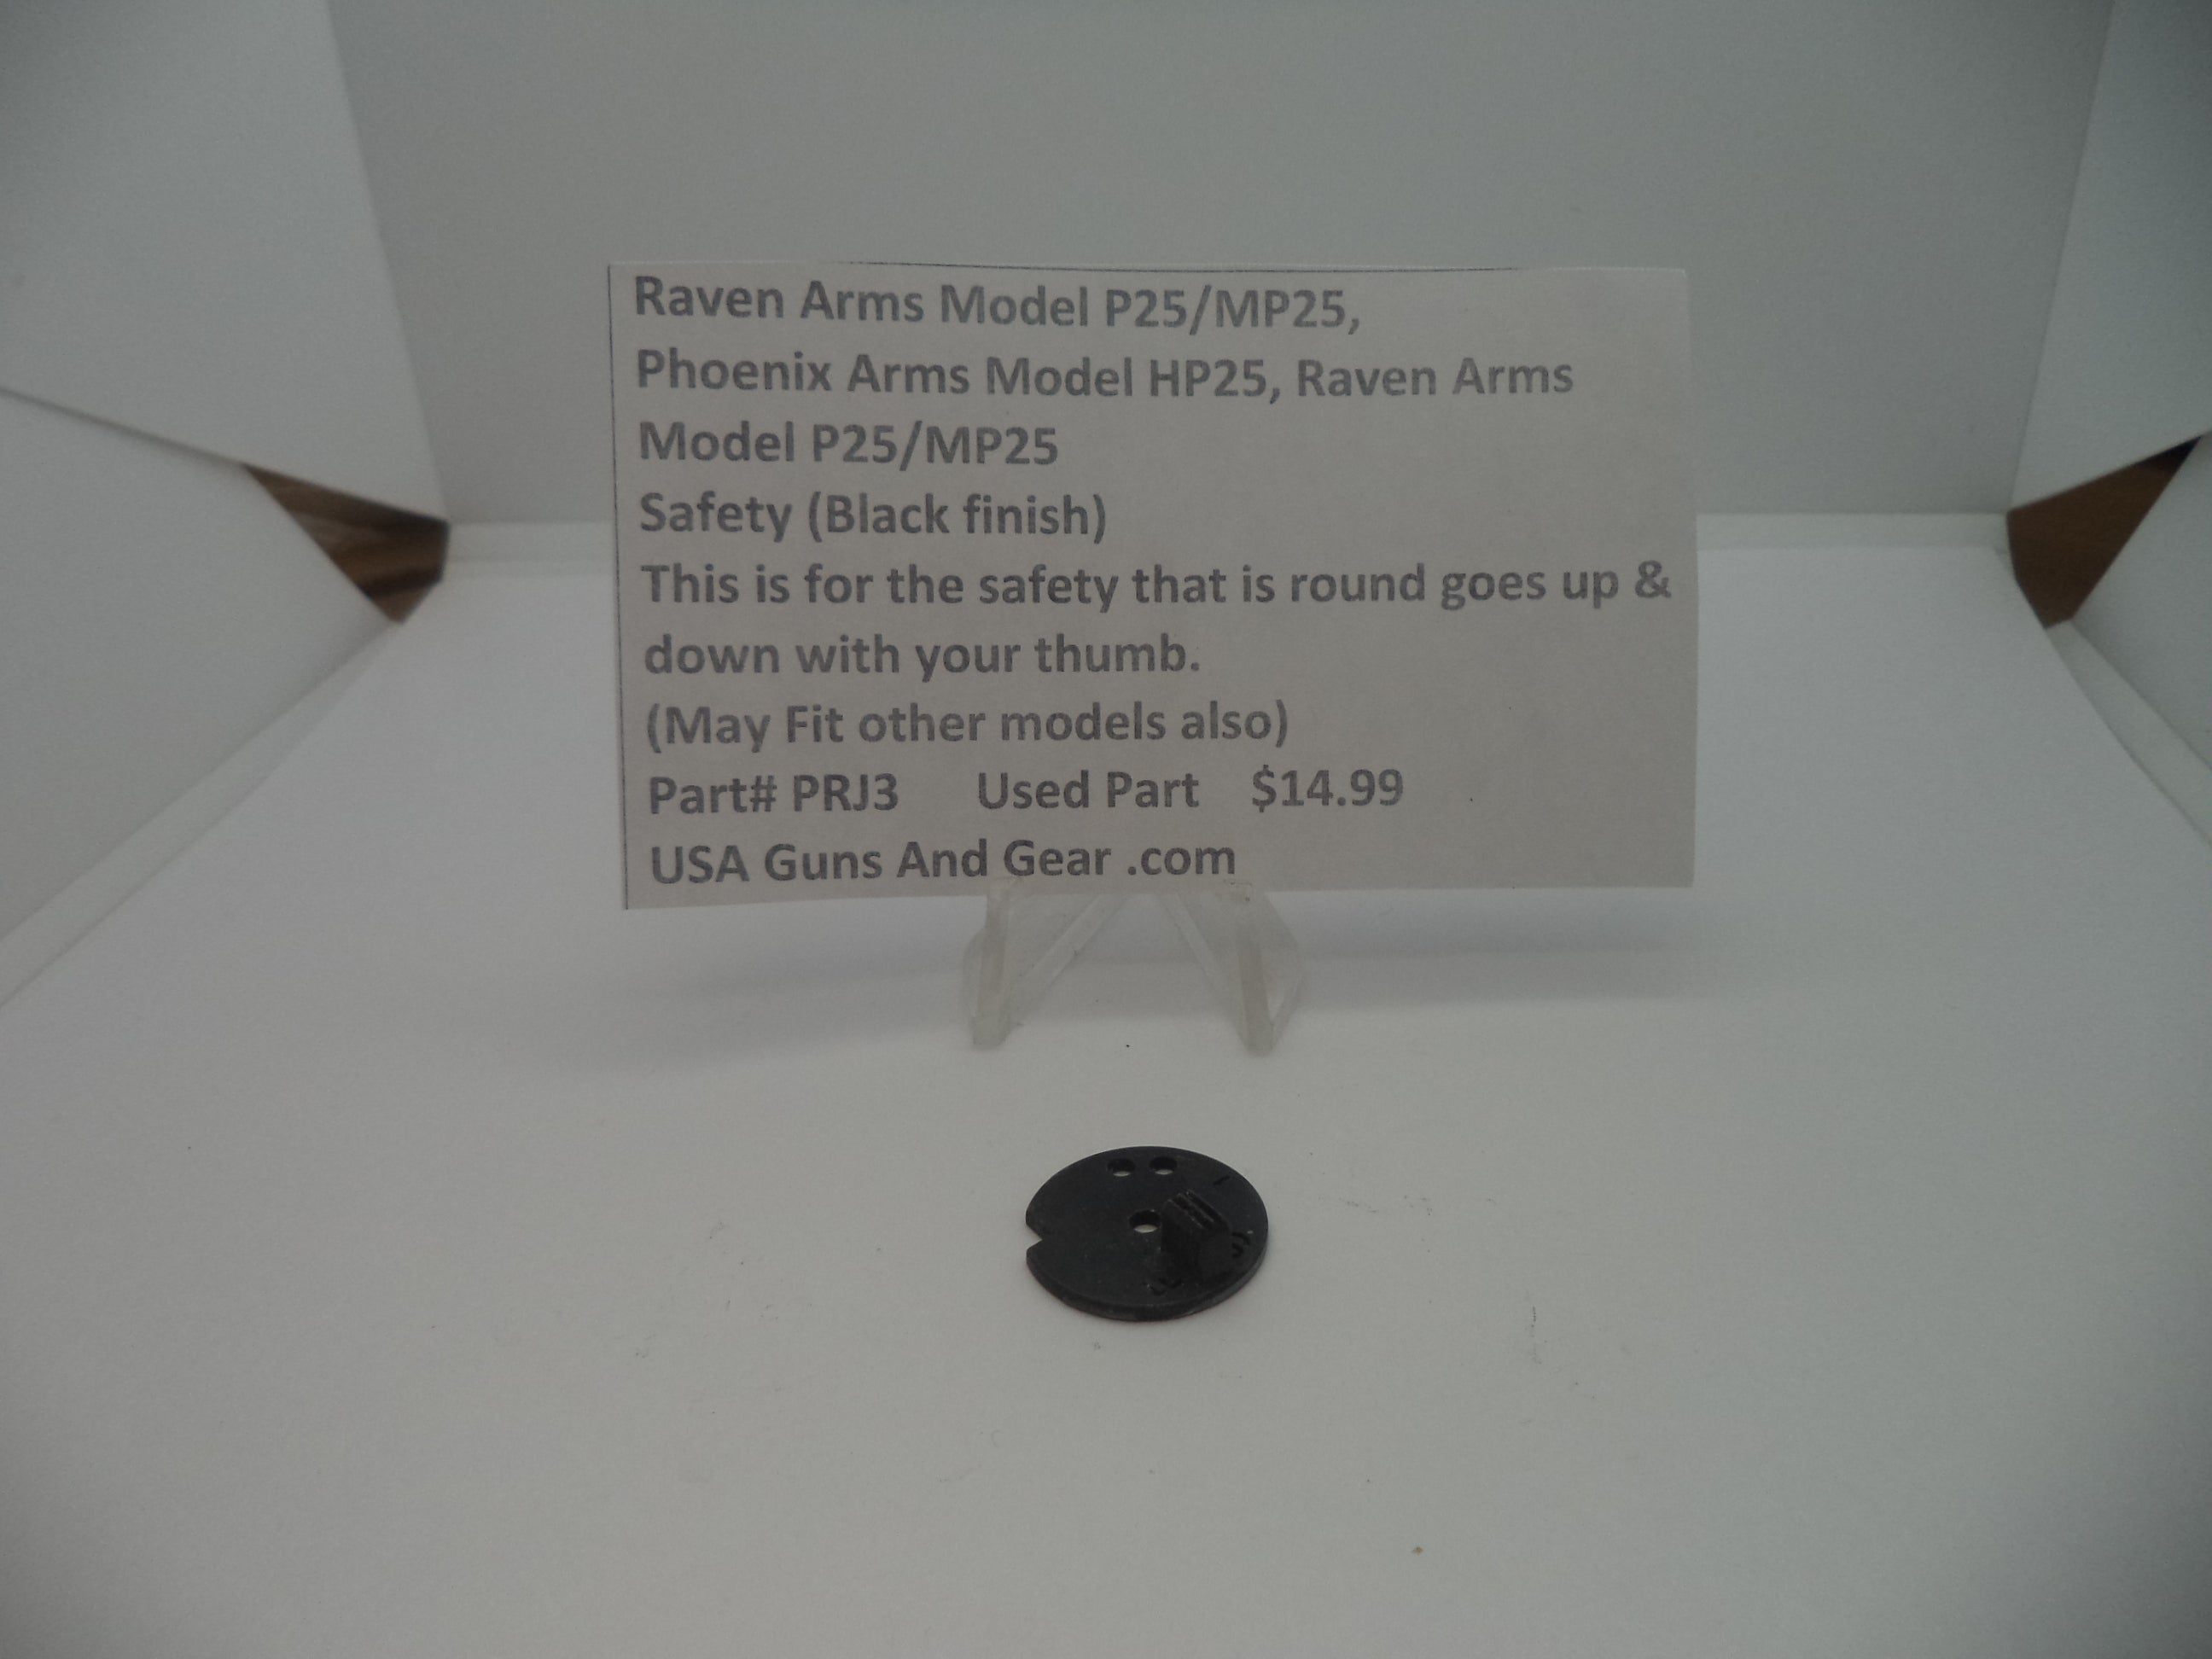 Raven Arms Model P25/MP25,
Phoenix Arms Model HP25, Raven Arms
Model P25/MP25
Safety (Black finish)
This is for the safety that is round goes up &
down with your thumb.
(May Fit other models also)
Part# PRJ3 Used Part $14.99
USA Guns And Gear .com